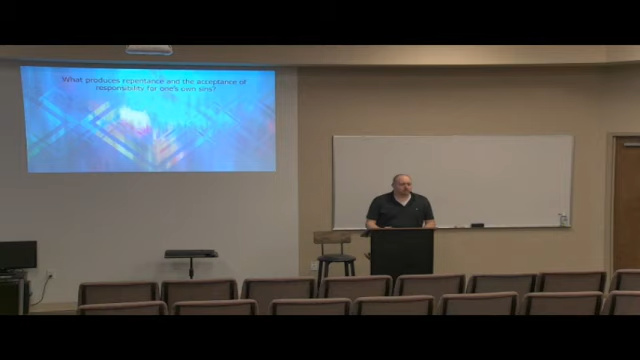 What produces repentance and the acceptance of
responsibility for one's own sins?